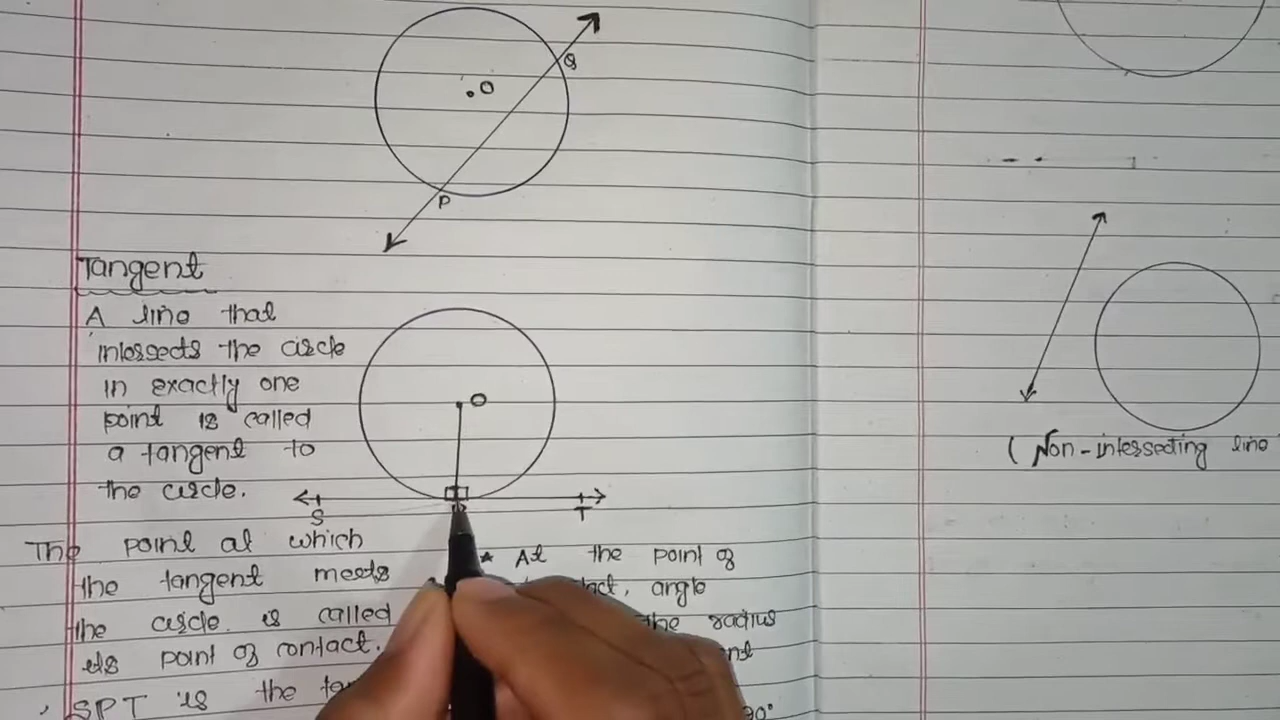 Q
O
P
Tangent
A line that
intersects the circle
in exactly one
point is called
a tangent to
the circle.
O
S
T
The point at which
the tangent meets
the circle is called
its point of contact.
SPT is the
* At the point of
angle
the radius
90°
(Non-intersecting line